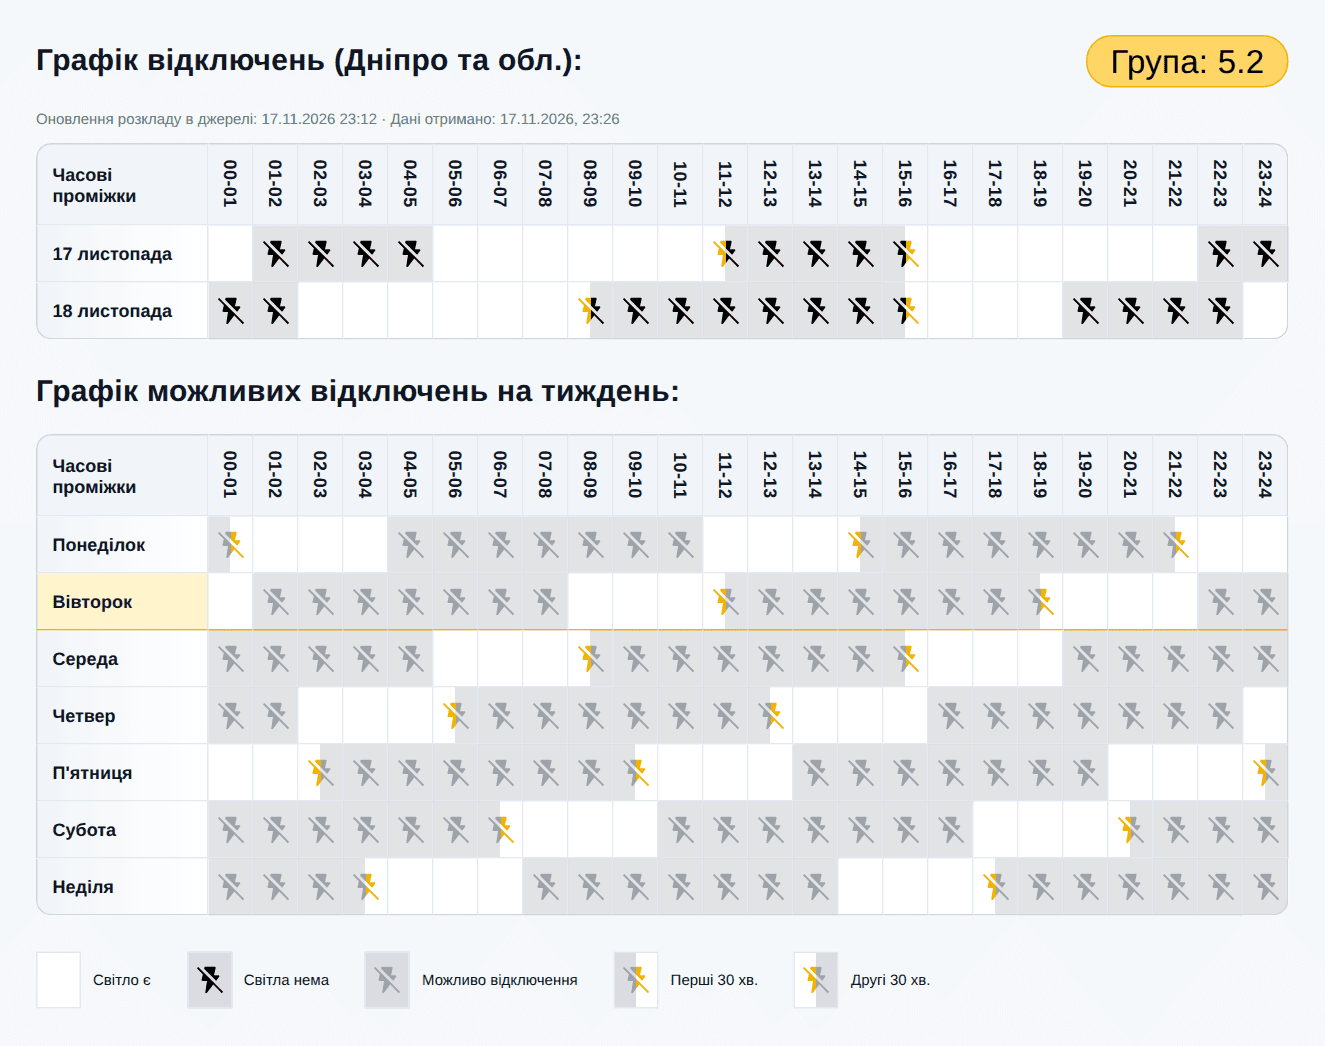 Графік відключень (Дніпро та обл.):
Група: 5.2
Оновлення розкладу в джерелі: 17.11.2026 23:12 · Дані отримано: 17.11.2026, 23:26
Часові проміжки 00-01 01-02 02-03 03-04 04-05 05-06 06-07 07-08 08-09 09-10 10-11 11-12 12-13 13-14 14-15 15-16 16-17 17-18 18-19 19-20 20-21 21-22 22-23 23-24
17 листопада
18 листопада
Графік можливих відключень на тиждень:
Часові проміжки 00-01 01-02 02-03 03-04 04-05 05-06 06-07 07-08 08-09 09-10 10-11 11-12 12-13 13-14 14-15 15-16 16-17 17-18 18-19 19-20 20-21 21-22 22-23 23-24
Понеділок
Вівторок
Середа
Четвер
П'ятниця
Субота
Неділя
Світло є Світла нема Можливо відключення Перші 30 хв. Другі 30 хв.